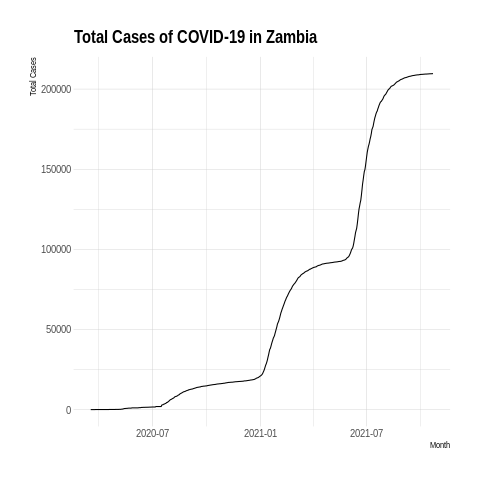 Total Cases of COVID-19 in Zambia
Total Cases
200000
150000
100000
50000
0
2020-07 2021-01 2021-07
Month